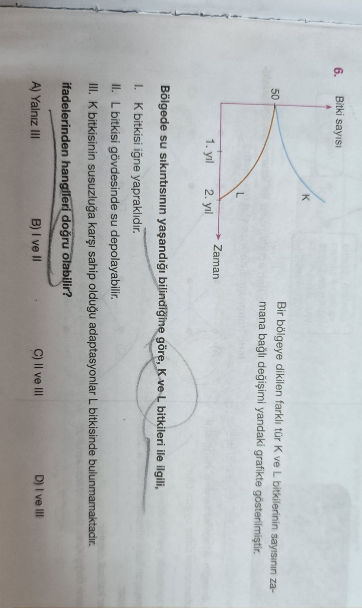 6. Bitki sayısı
50
K
L
1. yıl
2. yıl
Zaman
Bir bölgeye dikilen farklı tür K ve L bitkilerinin sayısının za-
mana bağlı değişimi yandaki grafikte gösterilmiştir.
Bölgede su sıkıntısının yaşandığı bilindiğine göre, K ve L bitkileri ile ilgili,
I. K bitkisi iğne yapraklıdır.
II. L bitkisi gövdesinde su depolayabilir.
III. K bitkisinin susuzluğa karşı sahip olduğu adaptasyonlar L bitkisinde bulunmamaktadır.
ifadelerinden hangileri doğru olabilir?
A) Yalnız III B) I ve II C) II ve III D) I ve III